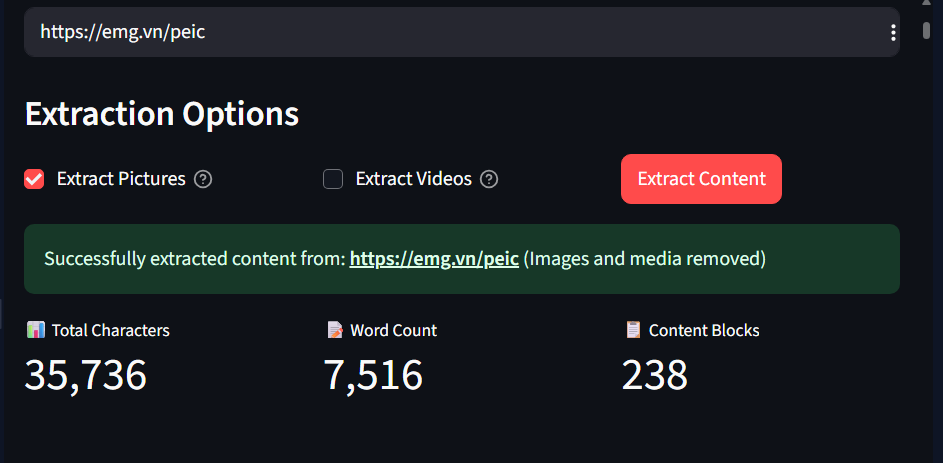 https://emg.vn/peic
Extraction Options
Extract Pictures
Extract Videos
Extract Content
Successfully extracted content from: https://emg.vn/peic (Images and media removed)
Total Characters
Word Count
Content Blocks
35,736
7,516
238